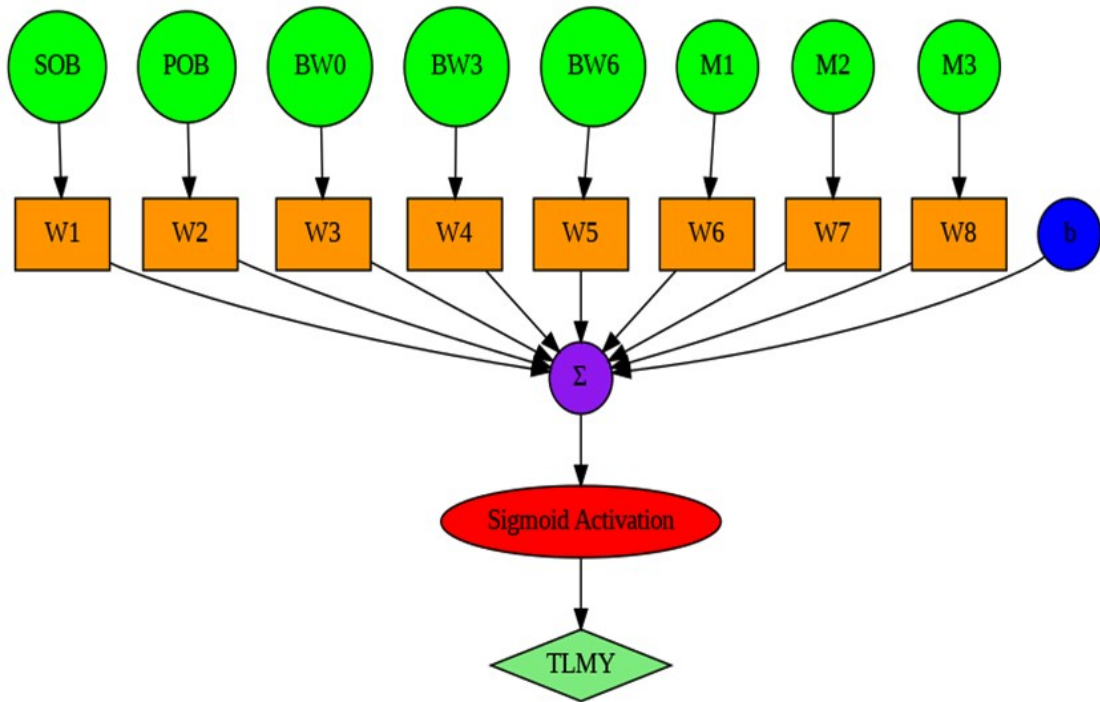 SOB POB BW0 BW3 BW6 M1 M2 M3
W1 W2 W3 W4 W5 W6 W7 W8 b
Σ
Sigmoid Activation
TLMY